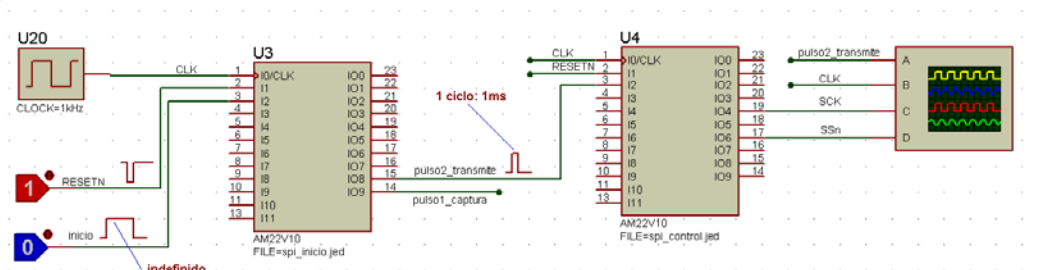 U20
CLOCK=1kHz
CLK
U3
1 I0/CLK IO0 23
2 I1 IO1 22
3 I2 IO2 21
4 I3 IO3 20
5 I4 IO4 19
6 I5 IO5 18
7 I6 IO6 17
8 I7 IO7 16
9 I8 IO8 15
10 I9 IO9 14
11 I10
13 I11
AM22V10
FILE=spi_inicio.jed
1
RESETN
0
inicio
indefinido
pulso2_transmite
pulso1_captura
1 ciclo: 1ms
U4
CLK
RESETN
1 I0/CLK IO0 23
2 I1 IO1 22
3 I2 IO2 21
4 I3 IO3 20
5 I4 IO4 19
6 I5 IO5 18
7 I6 IO6 17
8 I7 IO7 16
9 I8 IO8 15
10 I9 IO9 14
11 I10
13 I11
AM22V10
FILE=spi_control.jed
pulso2_transmite
CLK
SCK
SSn
A
B
C
D